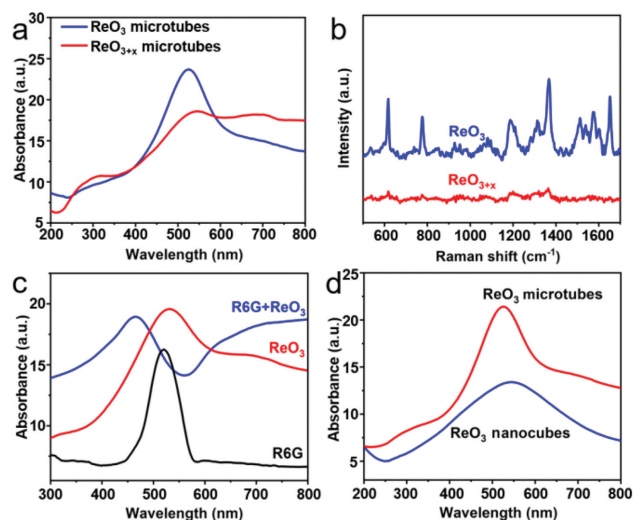 a
ReO3 microtubes
ReO3+x microtubes
Absorbance (a.u.)
25
20
15
10
5
200 300 400 500 600 700 800
Wavelength (nm)
b
Intensity (a.u.)
ReO3
ReO3+x
600 800 1000 1200 1400 1600
Raman shift (cm-1)
c
Absorbance (a.u.)
20
15
10
R6G+ReO3
ReO3
R6G
300 400 500 600 700 800
Wavelength (nm)
d
Absorbance (a.u.)
25
20
15
10
5
ReO3 microtubes
ReO3 nanocubes
200 300 400 500 600 700 800
Wavelength (nm)